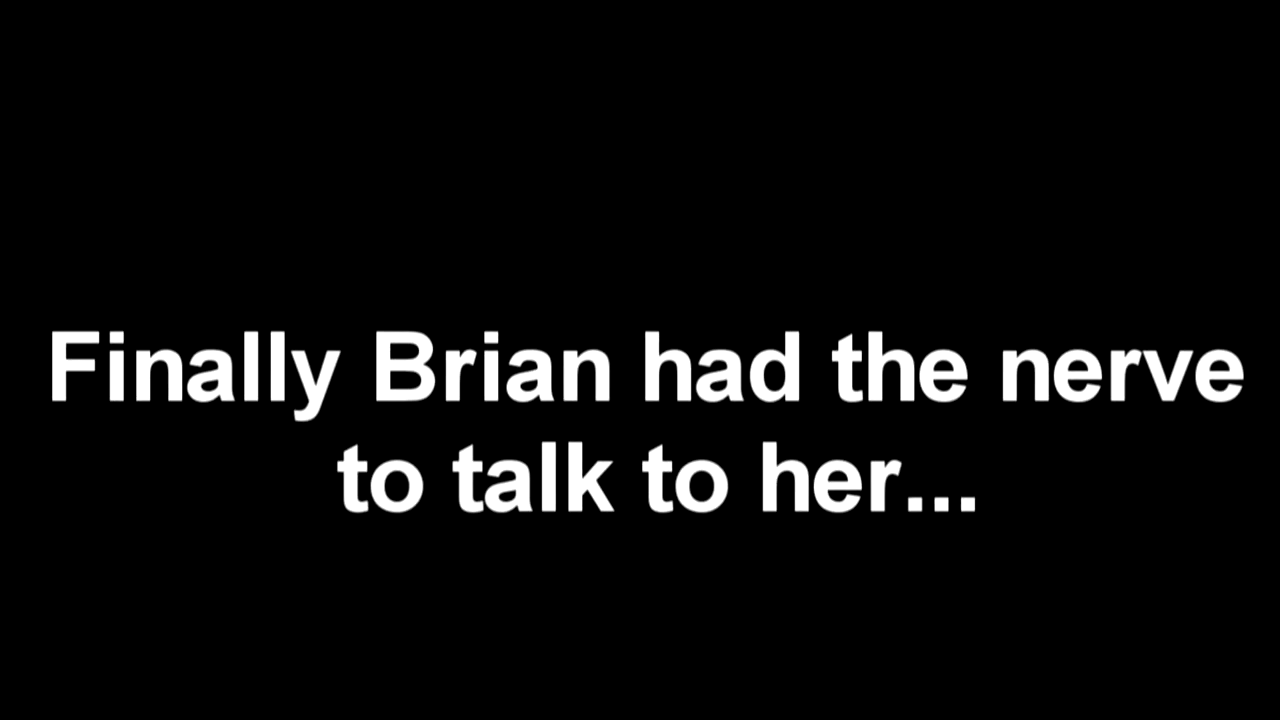 Finally Brian had the nerve
to talk to her...